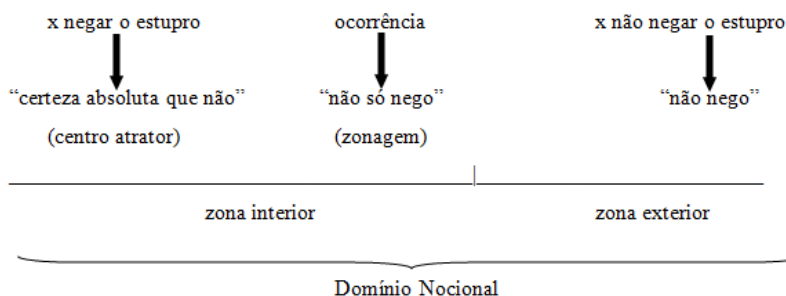 x negar o estupro ocorrência x não negar o estupro
“certeza absoluta que não” “não só nego” “não nego”
(centro atrator) (zonagem)
zona interior zona exterior
Domínio Nocional